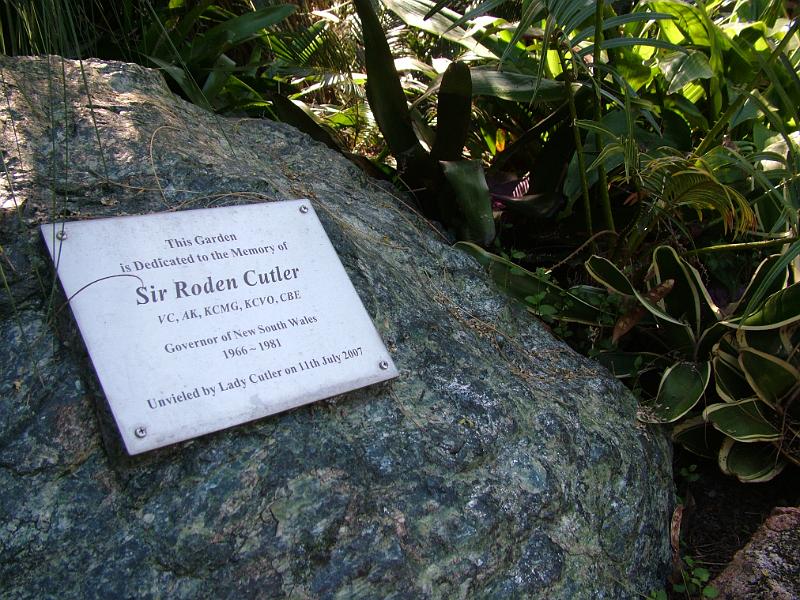 This Garden
is Dedicated to the Memory of
Sir Roden Cutler
VC, AK, KCMG, KCVO, CBE
Governor of New South Wales
1966 ~ 1981
Unvieled by Lady Cutler on 11th July 2007